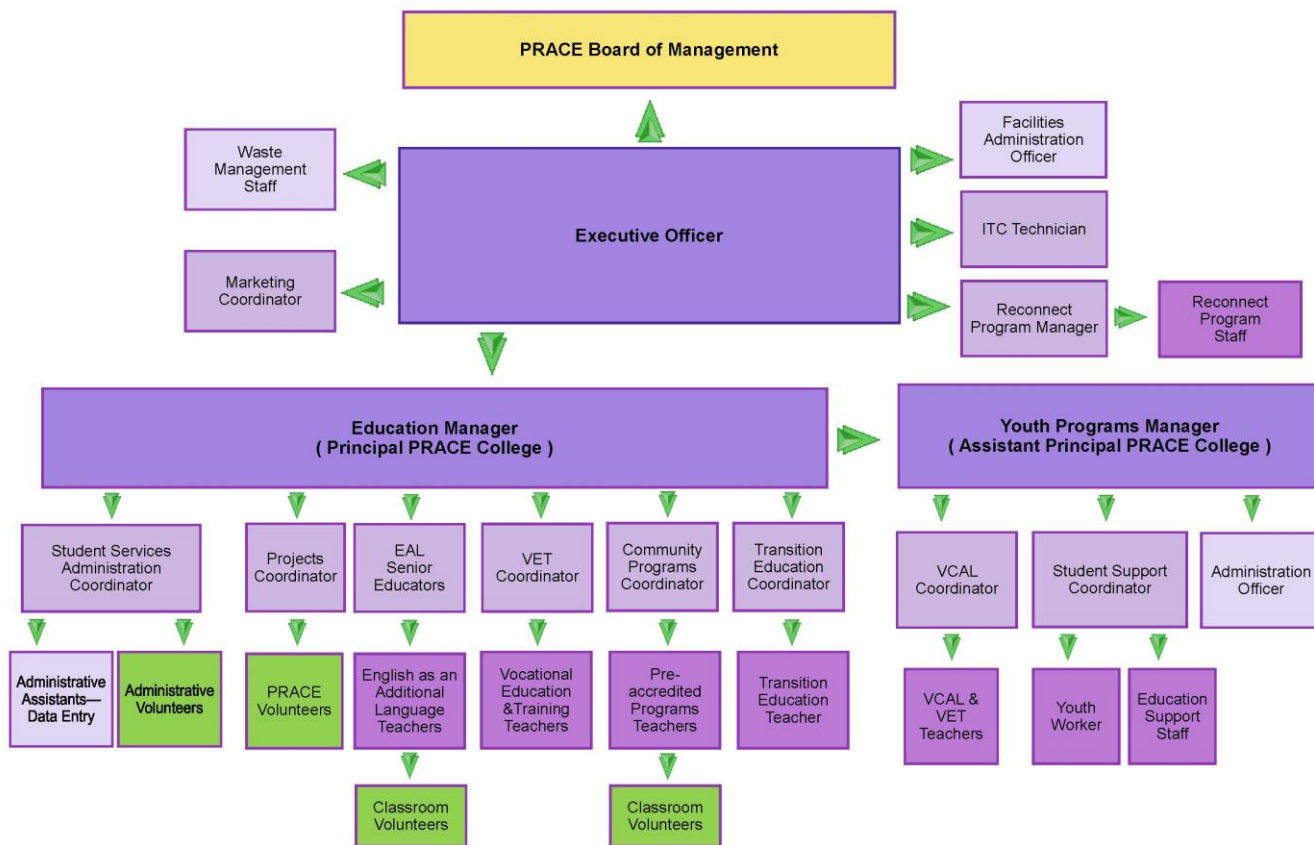 PRACE Board of Management
Waste
Management
Staff
Facilities
Administration
Officer
Executive Officer
ITC Technician
Marketing
Coordinator
Reconnect
Program Manager
Reconnect
Program
Staff
Education Manager
( Principal PRACE College )
Youth Programs Manager
( Assistant Principal PRACE College )
Student Services
Administration
Coordinator
Projects
Coordinator
EAL
Senior
Educators
VET
Coordinator
Community
Programs
Coordinator
Transition
Education
Coordinator
VCAL
Coordinator
Student Support
Coordinator
Administration
Officer
Administrative
Assistants—
Data Entry
Administrative
Volunteers
PRACE
Volunteers
English as an
Additional
Language
Teachers
Vocational
Education
&Training
Teachers
Pre-
accredited
Programs
Teachers
Transition
Education
Teacher
VCAL &
VET
Teachers
Youth
Worker
Education
Support
Staff
Classroom
Volunteers
Classroom
Volunteers